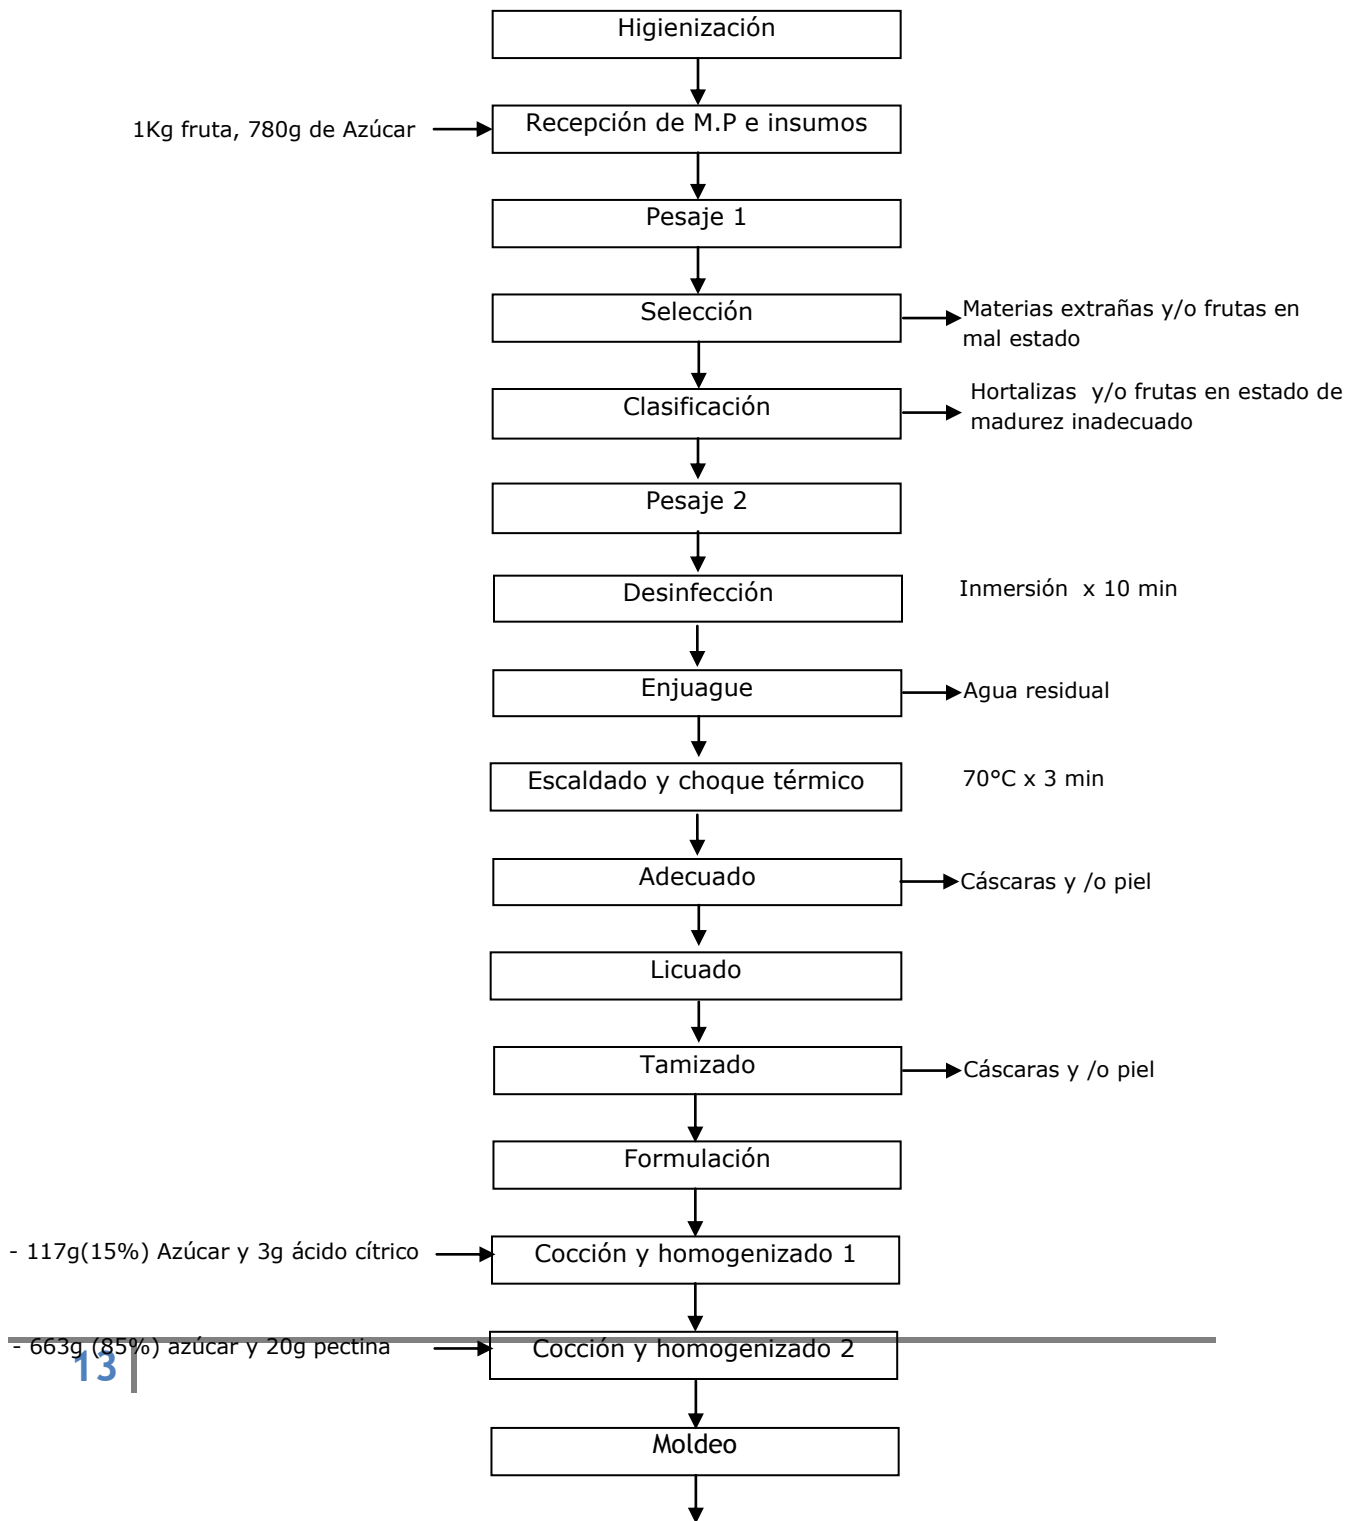 Higienización
1Kg fruta, 780g de Azúcar
Recepción de M.P e insumos
Pesaje 1
Selección
Materias extrañas y/o frutas en
mal estado
Clasificación
Hortalizas  y/o frutas en estado de
madurez inadecuado
Pesaje 2
Desinfección
Inmersión  x 10 min
Enjuague
Agua residual
Escaldado y choque térmico
70°C x 3 min
Adecuado
Cáscaras y /o piel
Licuado
Tamizado
Cáscaras y /o piel
Formulación
- 117g(15%) Azúcar y 3g ácido cítrico
Cocción y homogenizado 1
- 663g (85%) azúcar y 20g pectina
Cocción y homogenizado 2
13
Moldeo